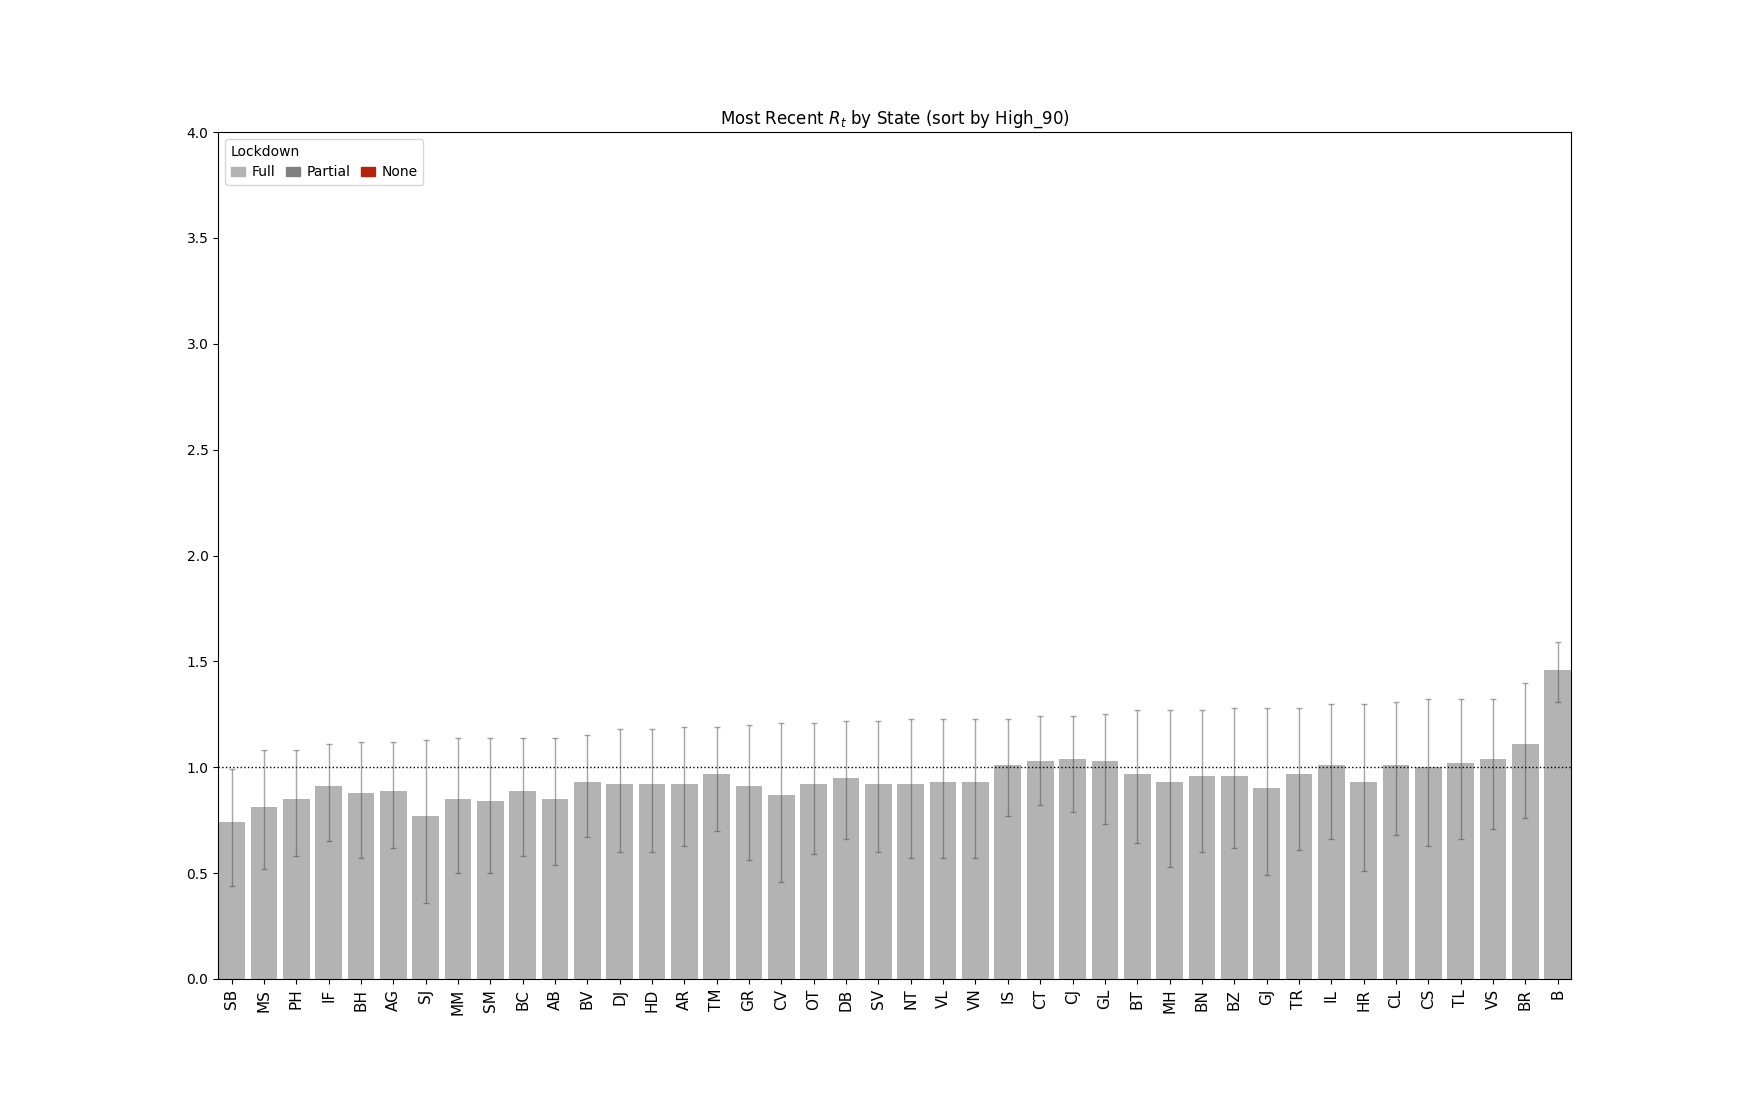 Most Recent R_t by State (sort by High_90)
Lockdown
Full Partial None
4.0
3.5
3.0
2.5
2.0
1.5
1.0
0.5
0.0
SB MS PH IF BH AG SJ MM SM BC AB BV DJ HD AR TM GR CV OT DB SV NT VL VN IS CT CJ GL BT MH BN BZ GJ TR IL HR CL CS TL VS BR B